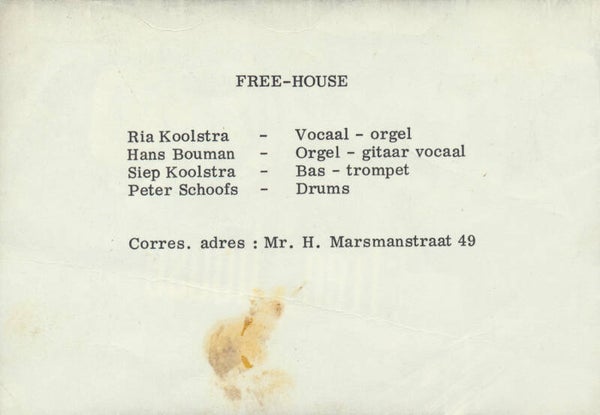 FREE-HOUSE
Ria Koolstra - Vocaal - orgel
Hans Bouman - Orgel - gitaar vocaal
Siep Koolstra - Bas - trompet
Peter Schoofs - Drums
Corres. adres : Mr. H. Marsmanstraat 49